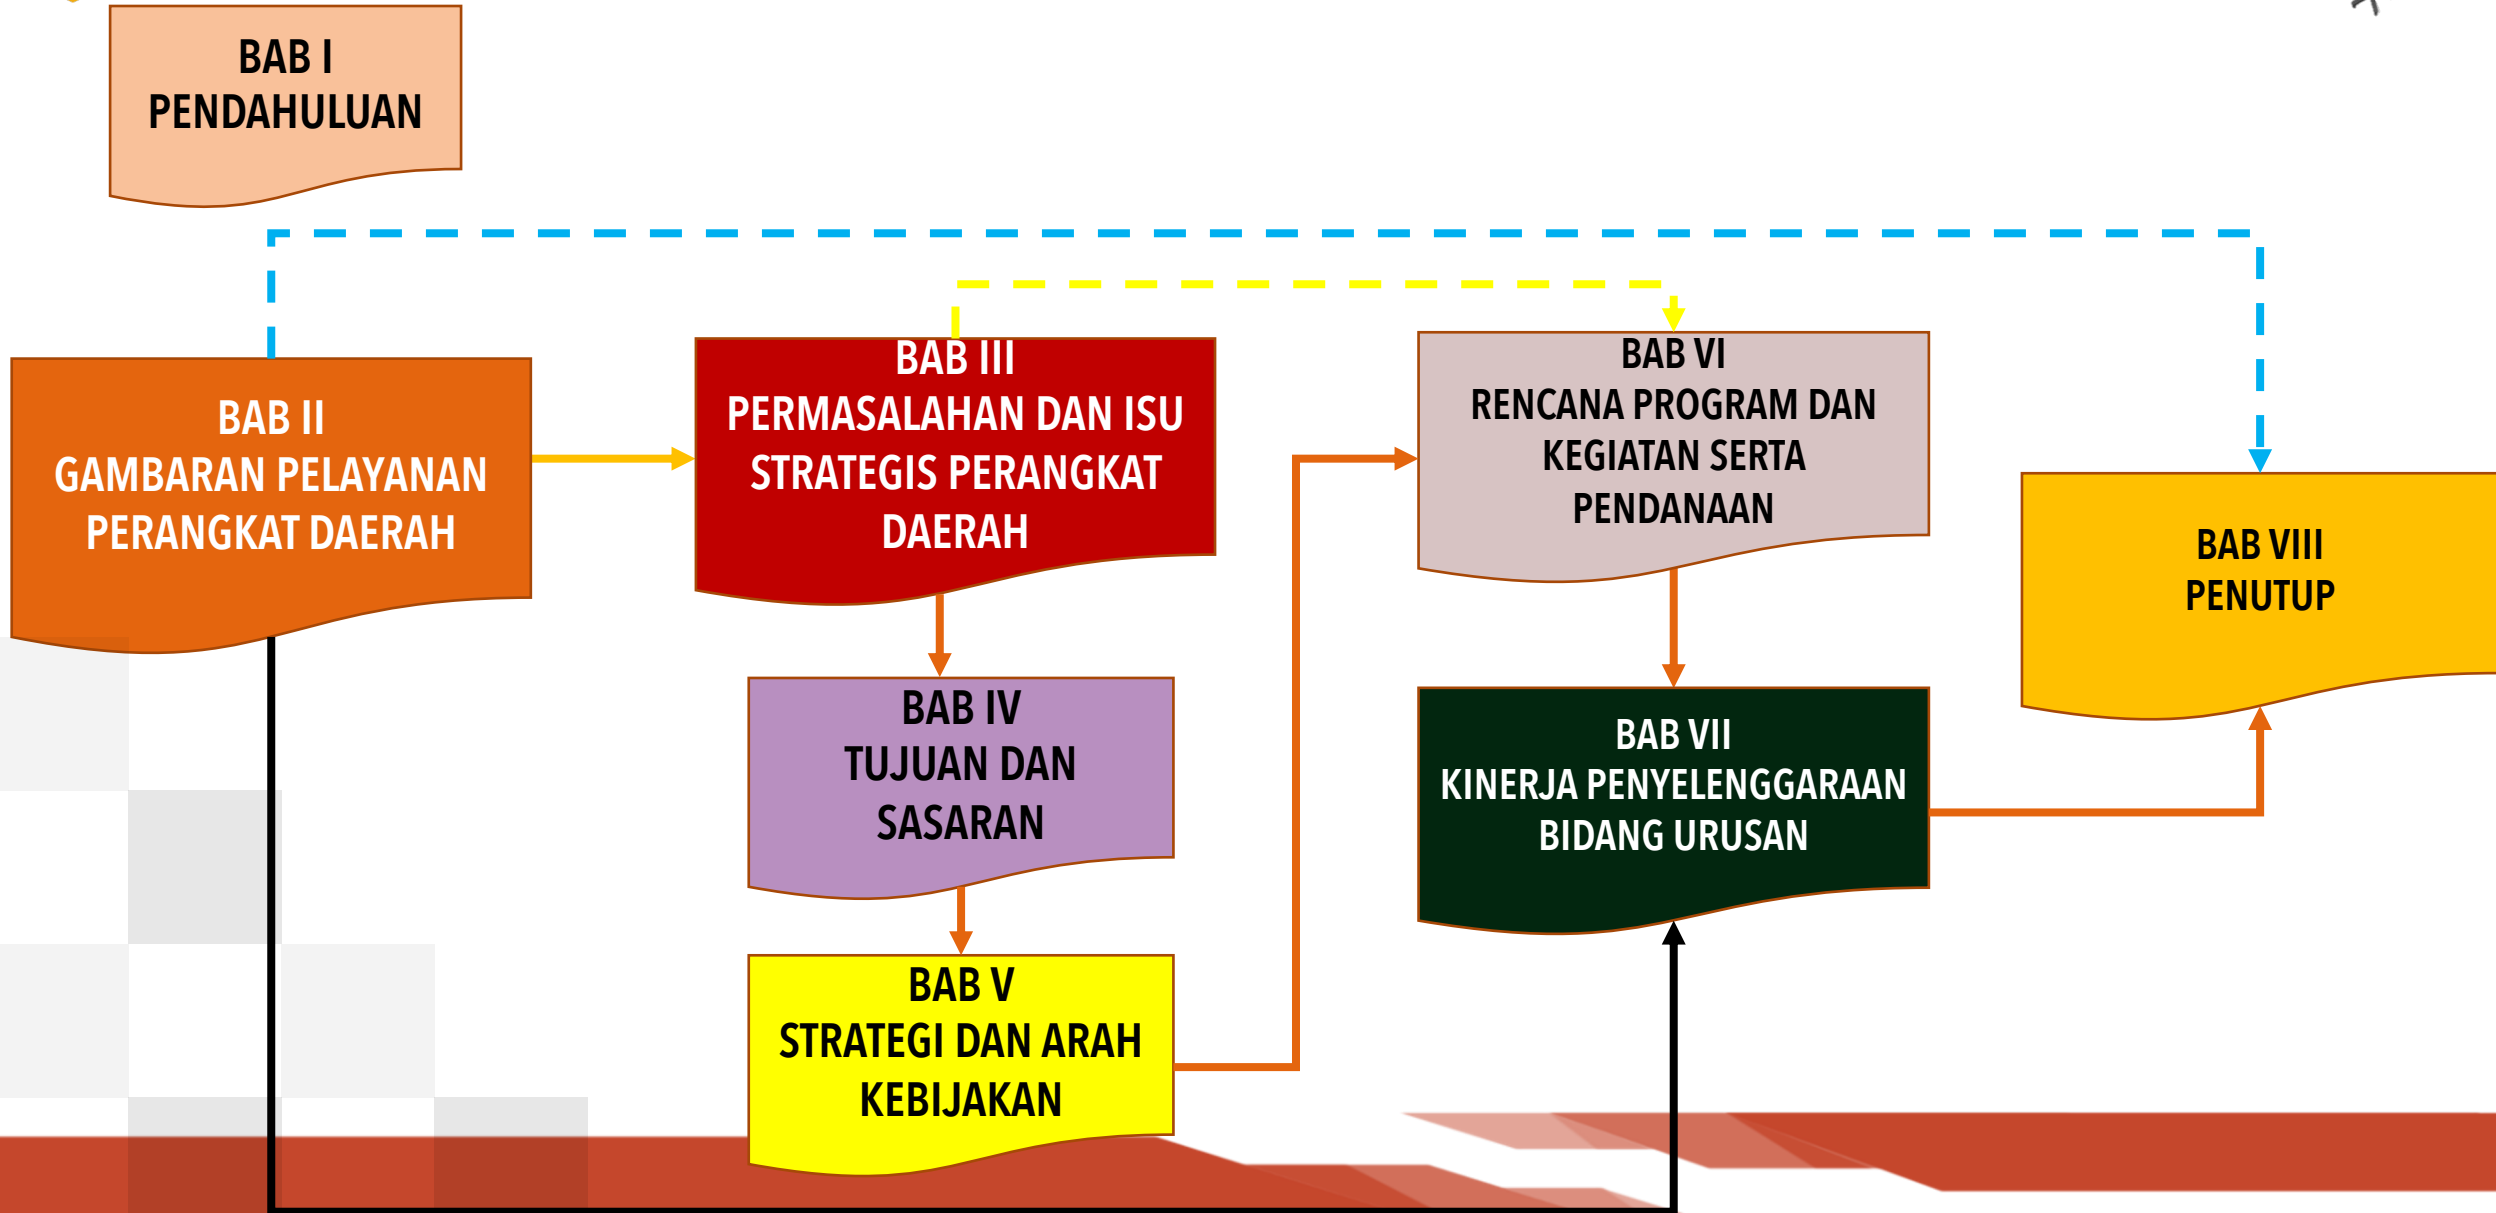 BAB I
PENDAHULUAN
BAB II
GAMBARAN PELAYANAN
PERANGKAT DAERAH
BAB III
PERMASALAHAN DAN ISU
STRATEGIS PERANGKAT
DAERAH
BAB IV
TUJUAN DAN
SASARAN
BAB V
STRATEGI DAN ARAH
KEBIJAKAN
BAB VI
RENCANA PROGRAM DAN
KEGIATAN SERTA
PENDANAAN
BAB VII
KINERJA PENYELENGGARAAN
BIDANG URUSAN
BAB VIII
PENUTUP